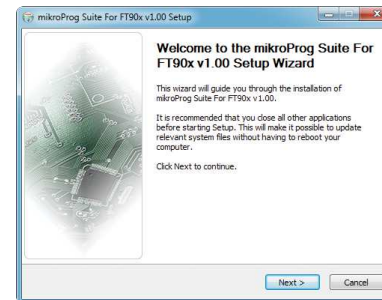 mikroProg Suite For FT90x v1.00 Setup
Welcome to the mikroProg Suite For
FT90x v1.00 Setup Wizard
This wizard will guide you through the installation of
mikroProg Suite For FT90x v1.00.
It is recommended that you close all other applications
before starting Setup. This will make it possible to update
relevant system files without having to reboot your
computer.
Click Next to continue.
Next >
Cancel